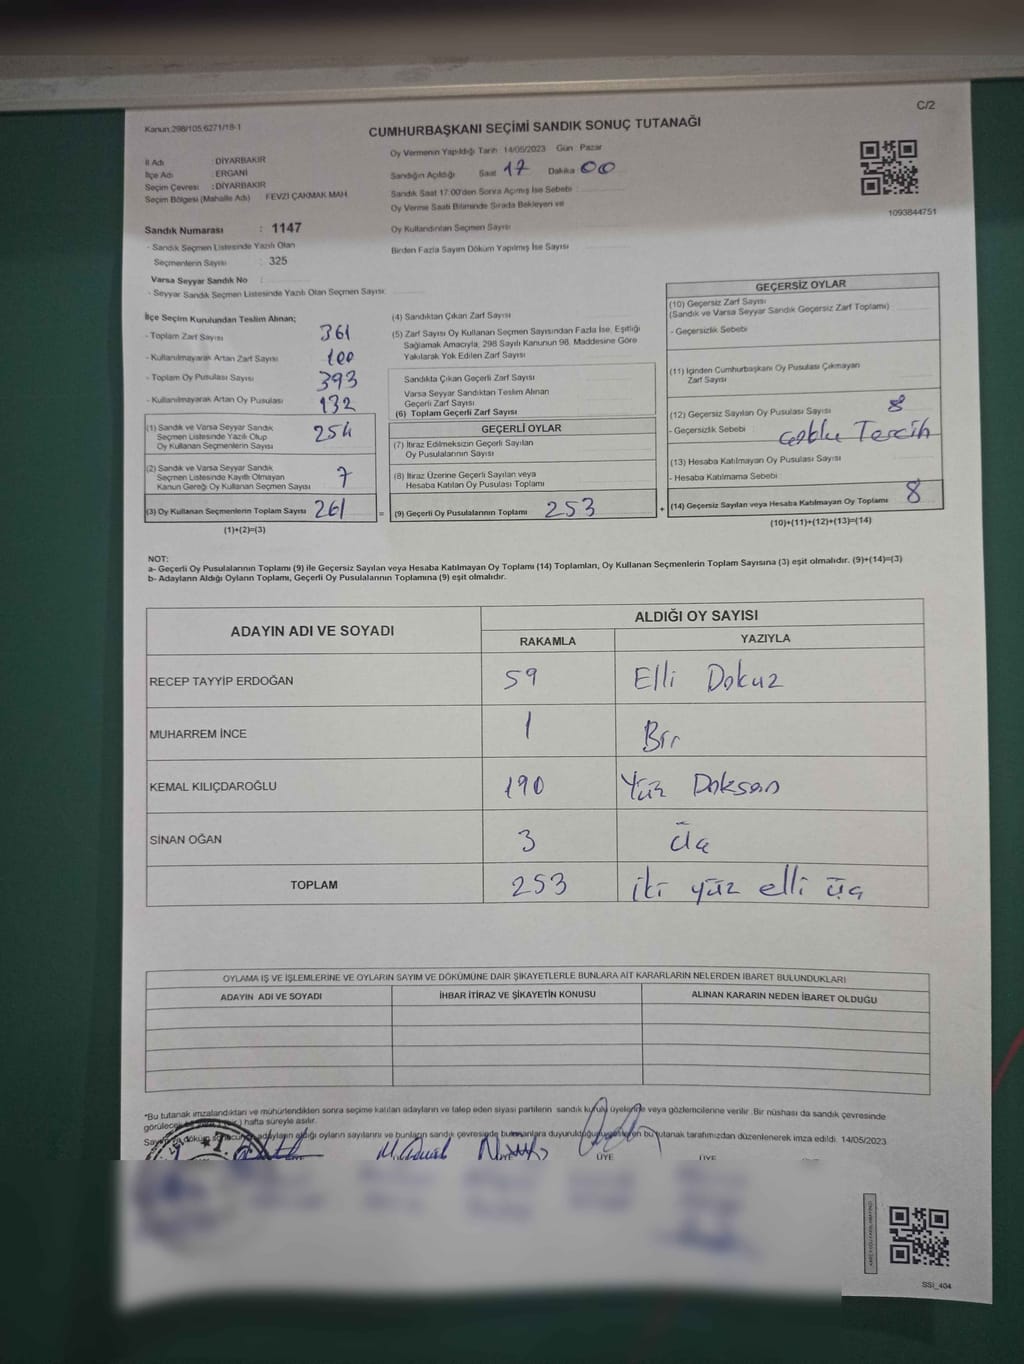 C/2
Kanun:298/105,6271/18-1
CUMHURBAŞKANI SEÇİMİ SANDIK SONUÇ TUTANAĞI
İl Adı : DİYARBAKIR
İlçe Adı : ERGANİ
Seçim Çevresi : DİYARBAKIR
Seçim Bölgesi (Mahalle Adı) FEVZİ ÇAKMAK MAH.
Oy Vermenin Yapıldığı Tarih : 14/05/2023 Gün : Pazar
Sandığın Açıldığı Saat 17 Dakika 00
Sandık Saat 17:00'den Sonra Açılmış İse Sebebi :
Oy Verme Saati Bitiminde Sırada Bekleyen ve
Oy Kullandırılan Seçmen Sayısı
Birden Fazla Sayım Döküm Yapılmış İse Sayısı
1093844751
Sandık Numarası : 1147
- Sandık Seçmen Listesinde Yazılı Olan
Seçmenlerin Sayısı : 325
Varsa Seyyar Sandık No
- Seyyar Sandık Seçmen Listesinde Yazılı Olan Seçmen Sayısı:
İlçe Seçim Kurulundan Teslim Alınan;
- Toplam Zarf Sayısı 361
- Kullanılmayarak Artan Zarf Sayısı 100
- Toplam Oy Pusulası Sayısı 393
- Kullanılmayarak Artan Oy Pusulası 132
(1) Sandık ve Varsa Seyyar Sandık
Seçmen Listesinde Yazılı Olup
Oy Kullanan Seçmenlerin Sayısı 254
(2) Sandık ve Varsa Seyyar Sandık
Seçmen Listesinde Kayıtlı Olmayan
Kanun Gereği Oy Kullanan Seçmen Sayısı 7
(3) Oy Kullanan Seçmenlerin Toplam Sayısı 261
(1)+(2)=(3)
(4) Sandıktan Çıkan Zarf Sayısı
(5) Zarf Sayısı Oy Kullanan Seçmen Sayısından Fazla İse, Eşitliği
Sağlamak Amacıyla, 298 Sayılı Kanunun 98. Maddesine Göre
Yakılarak Yok Edilen Zarf Sayısı
Sandıkta Çıkan Geçerli Zarf Sayısı
Varsa Seyyar Sandıktan Teslim Alınan
Geçerli Zarf Sayısı
(6) Toplam Geçerli Zarf Sayısı
GEÇERLİ OYLAR
(7) İtiraz Edilmeksizin Geçerli Sayılan
Oy Pusulalarının Sayısı
(8) İtiraz Üzerine Geçerli Sayılan veya
Hesaba Katılan Oy Pusulası Toplamı
= (9) Geçerli Oy Pusulalarının Toplamı 253
GEÇERSİZ OYLAR
(10) Geçersiz Zarf Sayısı
(Sandık ve Varsa Seyyar Sandık Geçersiz Zarf Toplamı)
- Geçersizlik Sebebi :
(11) İçinden Cumhurbaşkanı Oy Pusulası Çıkmayan
Zarf Sayısı
(12) Geçersiz Sayılan Oy Pusulası Sayısı 8
- Geçersizlik Sebebi : Çoklu Tercih
(13) Hesaba Katılmayan Oy Pusulası Sayısı
- Hesaba Katılmama Sebebi :
+ (14) Geçersiz Sayılan veya Hesaba Katılmayan Oy Toplamı 8
(10)+(11)+(12)+(13)=(14)
NOT:
a- Geçerli Oy Pusulalarının Toplamı (9) ile Geçersiz Sayılan veya Hesaba Katılmayan Oy Toplamı (14) Toplamları, Oy Kullanan Seçmenlerin Toplam Sayısına (3) eşit olmalıdır. (9)+(14)=(3)
b- Adayların Aldığı Oyların Toplamı, Geçerli Oy Pusulalarının Toplamına (9) eşit olmalıdır.
ADAYIN ADI VE SOYADI ALDIĞI OY SAYISI
RAKAMLA YAZIYLA
RECEP TAYYİP ERDOĞAN 59 Elli Dokuz
MUHARREM İNCE 1 Bir
KEMAL KILIÇDAROĞLU 190 Yüz Doksan
SİNAN OĞAN 3 Üç
TOPLAM 253 iki yüz elli üç
OYLAMA İŞ VE İŞLEMLERİNE VE OYLARIN SAYIM VE DÖKÜMÜNE DAİR ŞİKAYETLERLE BUNLARA AİT KARARLARIN NELERDEN İBARET BULUNDUKLARI
ADAYIN ADI VE SOYADI İHBAR İTİRAZ VE ŞİKAYETİN KONUSU ALINAN KARARIN NEDEN İBARET OLDUĞU
*Bu tutanak imzalandıktan ve mühürlendikten sonra seçime katılan adayların ve talep eden siyasi partilerin sandık kurulu üyelerine veya gözlemcilerine verilir. Bir nüshası da sandık çevresinde
hafta süreyle asılır.
adayların aldığı oyların sayılarını ve bunların sandık çevresinde bulunanlara duyurulduğunu bu tutanak tarafımızdan düzenlenerek imza edildi. 14/05/2023
ÜYE ÜYE
SSİ_404